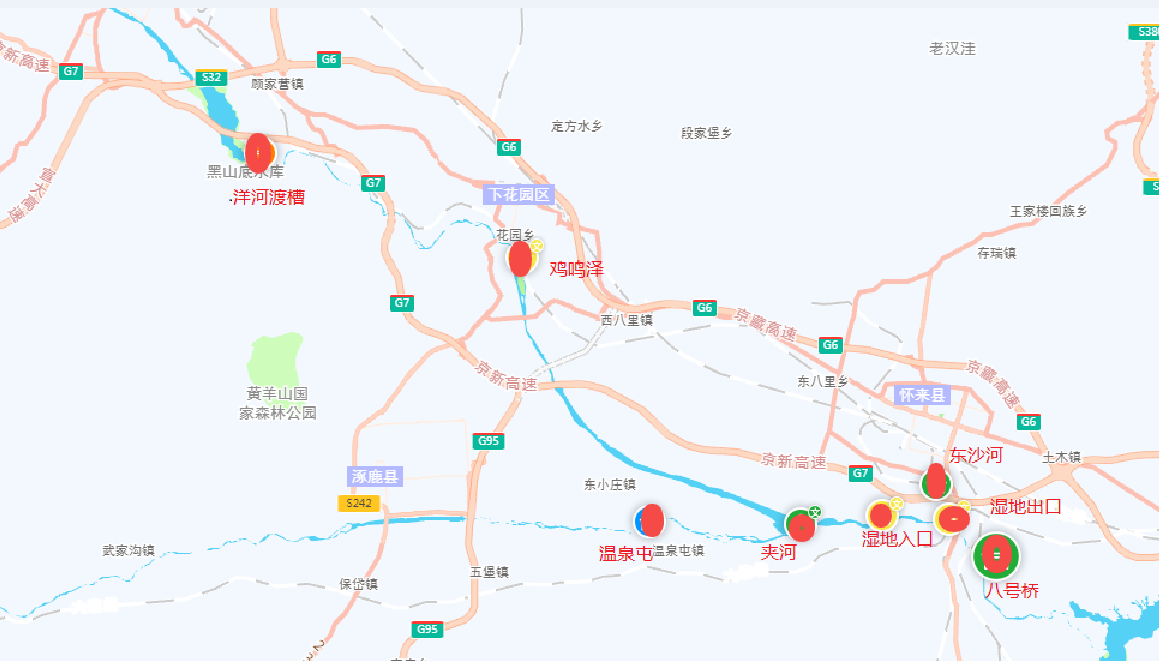 老汉洼
S380
京新高速
G7
S32
G6
顾家营镇
定方水乡
段家堡乡
G6
黑山底水库
G7
宣大高速
.洋河渡槽
下花园区
王家楼回族乡
花园乡
存瑞镇
鸡鸣泽
G7
G6
西八里镇
京藏高速
G6
京新高速
东八里乡
京藏高速
黄羊山国
家森林公园
怀来县
G6
G95
京新高速
东沙河
土木镇
涿鹿县
G7
东小庄镇
S242
湿地出口
武家沟镇
温泉屯
温泉屯镇
夹河
湿地入口
五堡镇
保岱镇
八号桥
G95